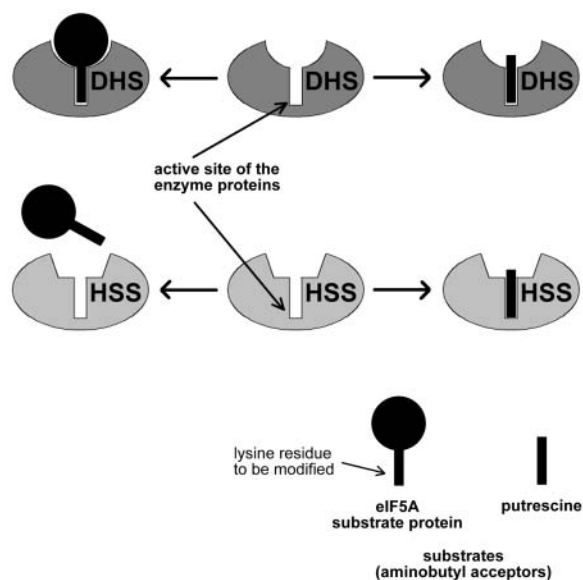 DHS
DHS
DHS
active site of the
enzyme proteins
HSS
HSS
HSS
lysine residue
to be modified
eIF5A
substrate protein
putrescine
substrates
(aminobutyl acceptors)